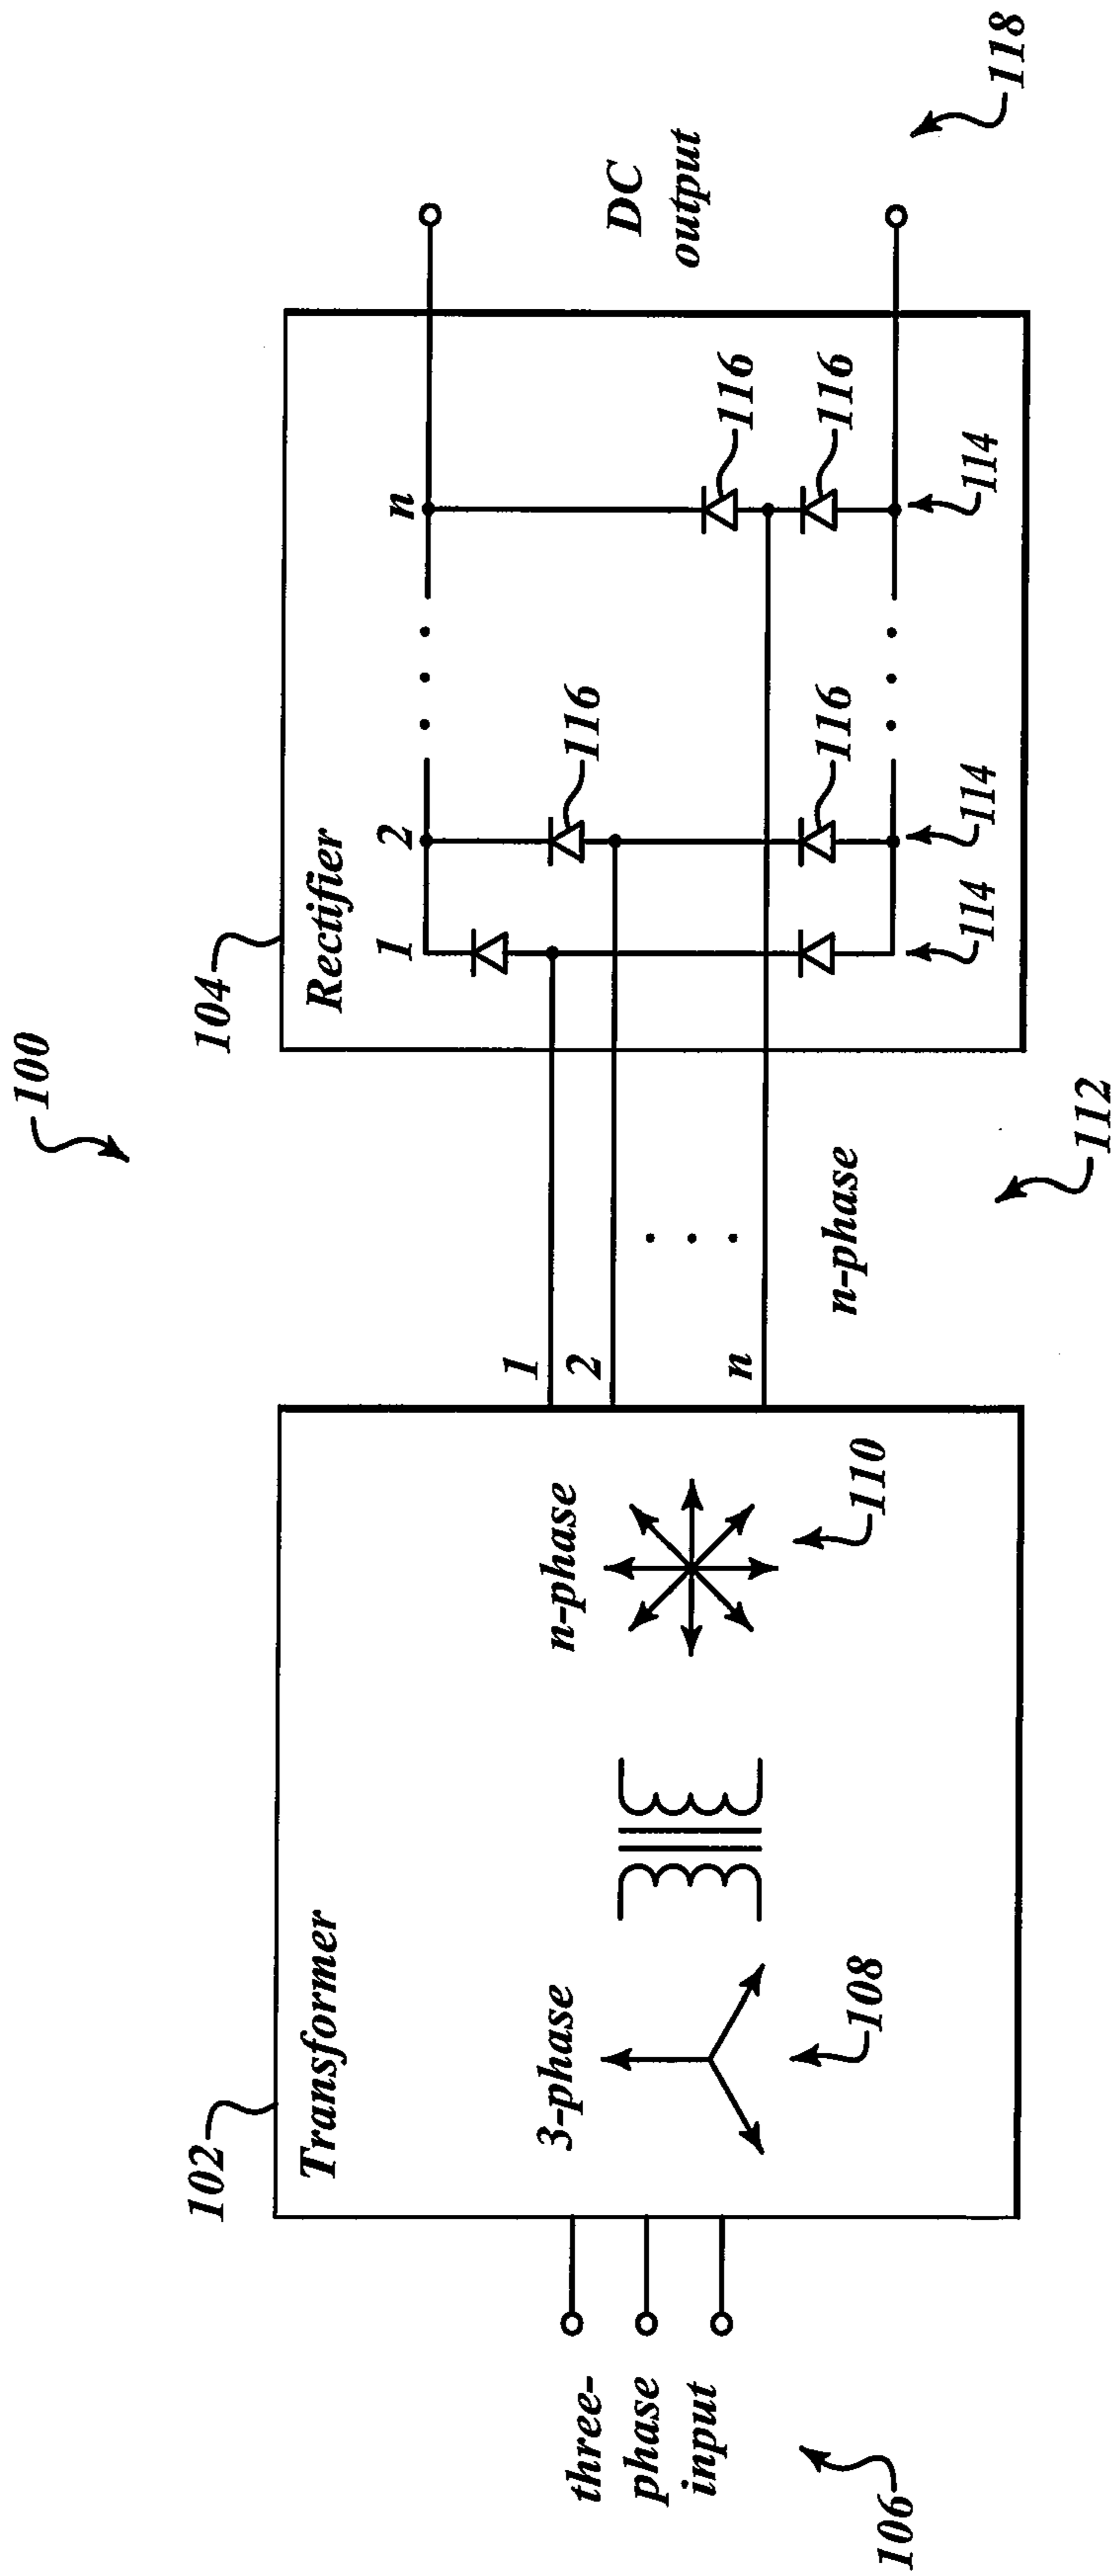 100
102
Transformer
3-phase
108
n-phase
110
three-
phase
input
106
1
2
n
n-phase
112
104
Rectifier
1
2
n
116
116
116
116
114
114
114
DC
output
118